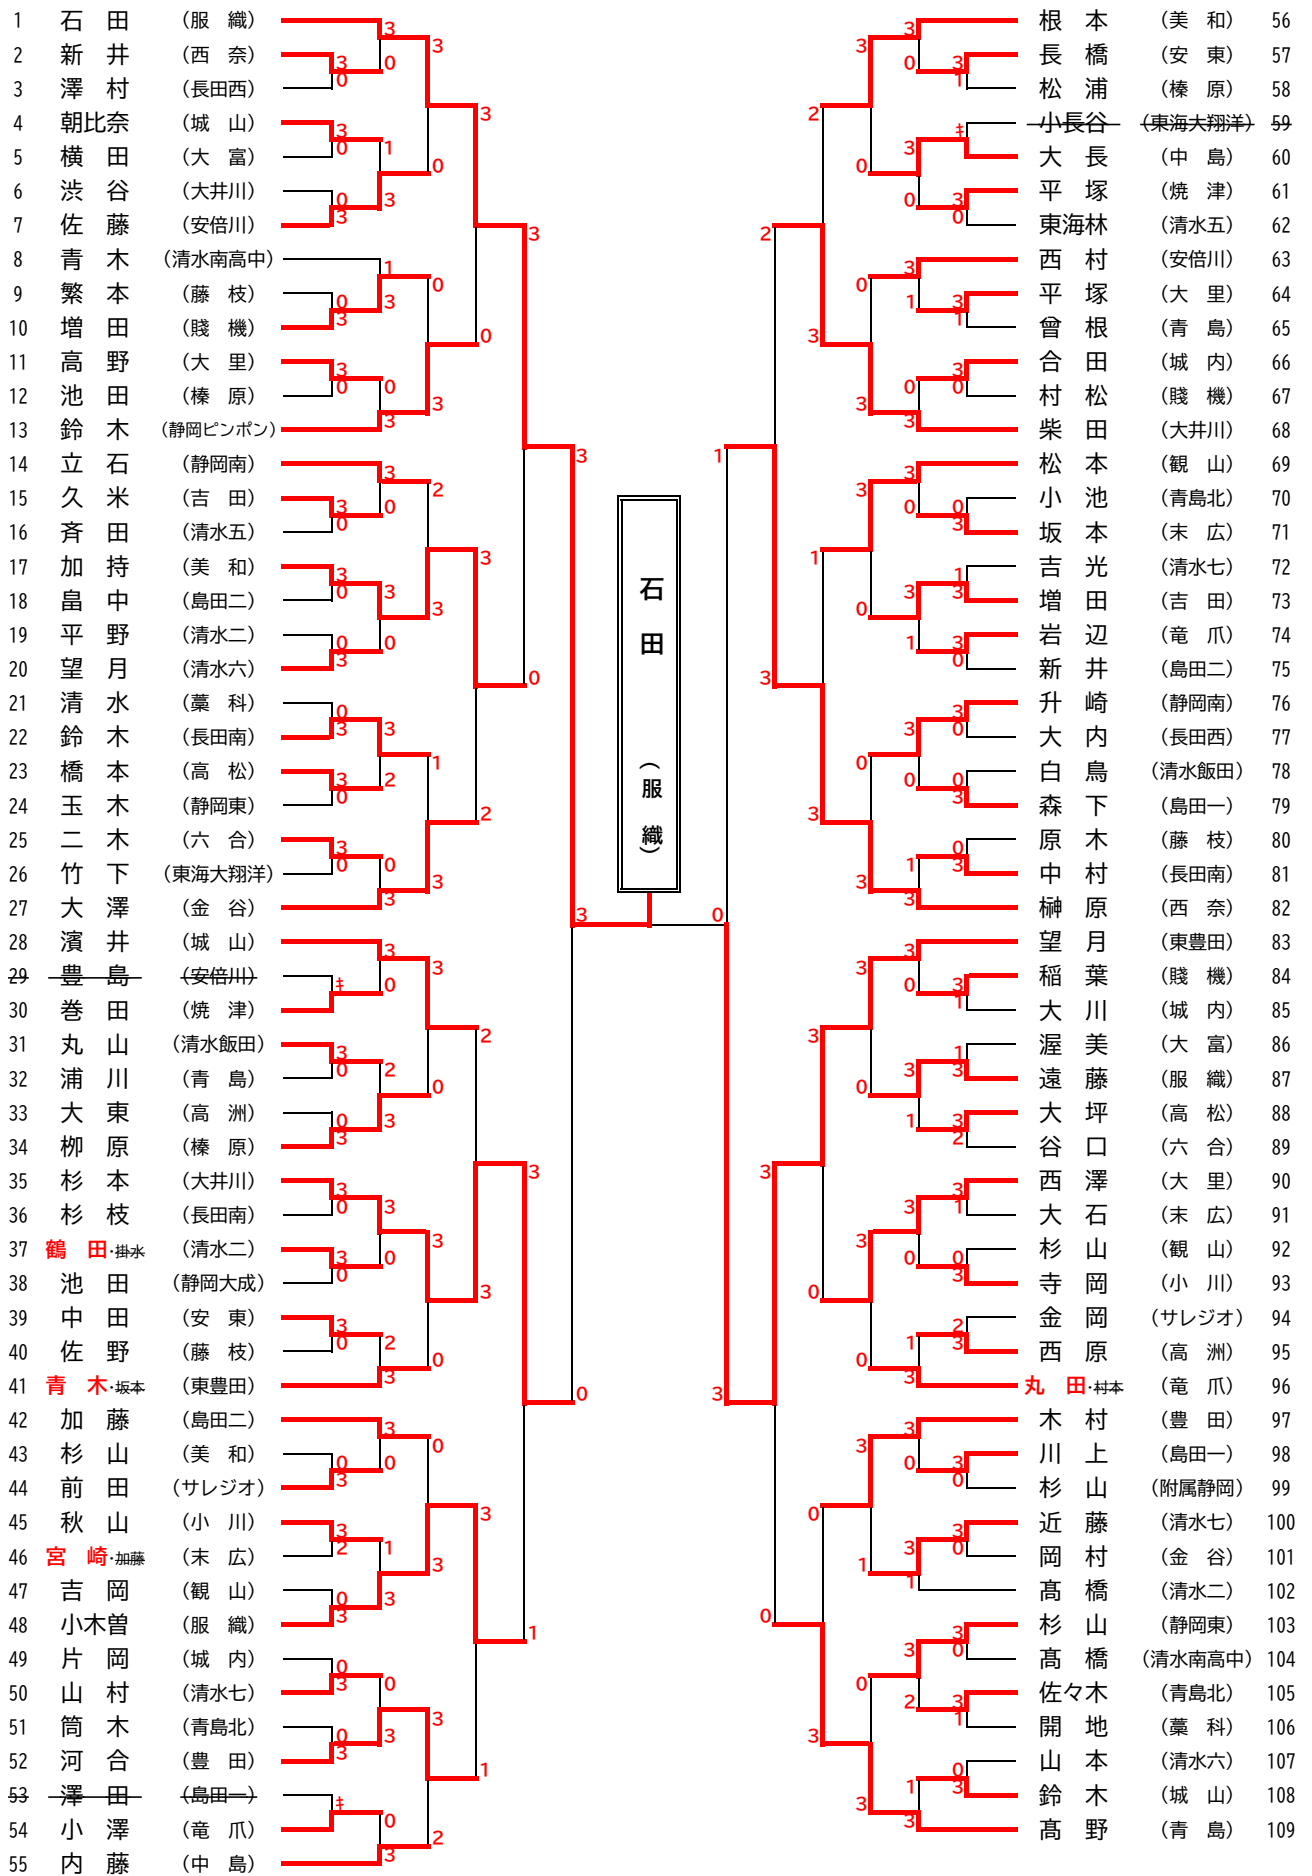 1 石 田 (服 織)
2 新 井 (西 奈)
3 澤 村 (長田西)
4 朝比奈 (城 山)
5 横 田 (大 富)
6 渋 谷 (大井川)
7 佐 藤 (安倍川)
8 青 木 (清水南高中)
9 繁 本 (藤 枝)
10 増 田 (賤 機)
11 高 野 (大 里)
12 池 田 (榛 原)
13 鈴 木 (静岡ピンポン)
14 立 石 (静岡南)
15 久 米 (吉 田)
16 斉 田 (清水五)
17 加 持 (美 和)
18 畠 中 (島田二)
19 平 野 (清水二)
20 望 月 (清水六)
21 清 水 (藁 科)
22 鈴 木 (長田南)
23 橋 本 (高 松)
24 玉 木 (静岡東)
25 二 木 (六 合)
26 竹 下 (東海大翔洋)
27 大 澤 (金 谷)
28 濱 井 (城 山)
29 豊 島 (安倍川)
30 巻 田 (焼 津)
31 丸 山 (清水飯田)
32 浦 川 (青 島)
33 大 東 (高 洲)
34 栁 原 (榛 原)
35 杉 本 (大井川)
36 杉 枝 (長田南)
37 鶴 田・掛水 (清水二)
38 池 田 (静岡大成)
39 中 田 (安 東)
40 佐 野 (藤 枝)
41 青 木・坂本 (東豊田)
42 加 藤 (島田二)
43 杉 山 (美 和)
44 前 田 (サレジオ)
45 秋 山 (小 川)
46 宮 崎・加藤 (末 広)
47 吉 岡 (観 山)
48 小木曽 (服 織)
49 片 岡 (城 内)
50 山 村 (清水七)
51 筒 木 (青島北)
52 河 合 (豊 田)
53 澤 田 (島田一)
54 小 澤 (竜 爪)
55 内 藤 (中 島)
石 田 (服 織)
根 本 (美 和) 56
長 橋 (安 東) 57
松 浦 (榛 原) 58
小長谷 (東海大翔洋) 59
大 長 (中 島) 60
平 塚 (焼 津) 61
東海林 (清水五) 62
西 村 (安倍川) 63
平 塚 (大 里) 64
曾 根 (青 島) 65
合 田 (城 内) 66
村 松 (賤 機) 67
柴 田 (大井川) 68
松 本 (観 山) 69
小 池 (青島北) 70
坂 本 (末 広) 71
吉 光 (清水七) 72
増 田 (吉 田) 73
岩 辺 (竜 爪) 74
新 井 (島田二) 75
升 崎 (静岡南) 76
大 内 (長田西) 77
白 鳥 (清水飯田) 78
森 下 (島田一) 79
原 木 (藤 枝) 80
中 村 (長田南) 81
榊 原 (西 奈) 82
望 月 (東豊田) 83
稲 葉 (賤 機) 84
大 川 (城 内) 85
渥 美 (大 富) 86
遠 藤 (服 織) 87
大 坪 (高 松) 88
谷 口 (六 合) 89
西 澤 (大 里) 90
大 石 (末 広) 91
杉 山 (観 山) 92
寺 岡 (小 川) 93
金 岡 (サレジオ) 94
西 原 (高 洲) 95
丸 田・村本 (竜 爪) 96
木 村 (豊 田) 97
川 上 (島田一) 98
杉 山 (附属静岡) 99
近 藤 (清水七) 100
岡 村 (金 谷) 101
髙 橋 (清水二) 102
杉 山 (静岡東) 103
髙 橋 (清水南高中) 104
佐々木 (青島北) 105
開 地 (藁 科) 106
山 本 (清水六) 107
鈴 木 (城 山) 108
髙 野 (青 島) 109